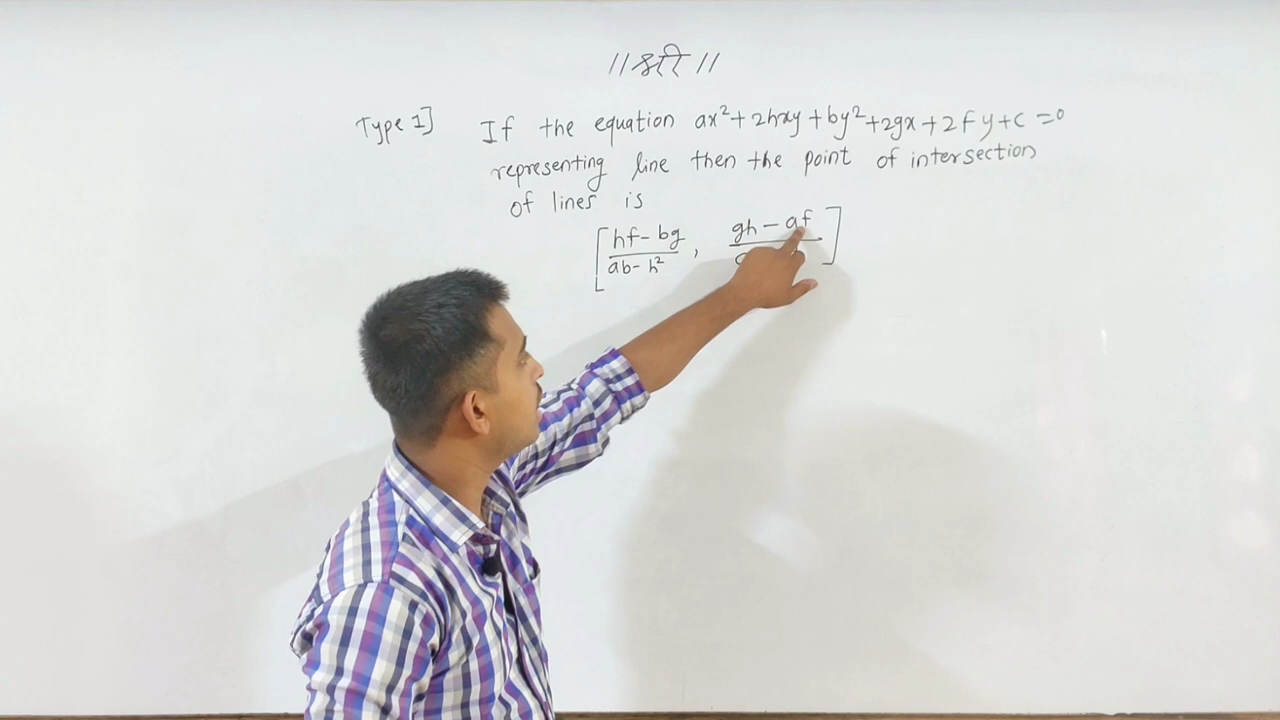 //श्री//
Type 1] If the equation ax²+2hxy+by²+2gx+2fy+c=0
representing line then the point of intersection
of lines is
[hf-bg/ab-h², gh-af/]